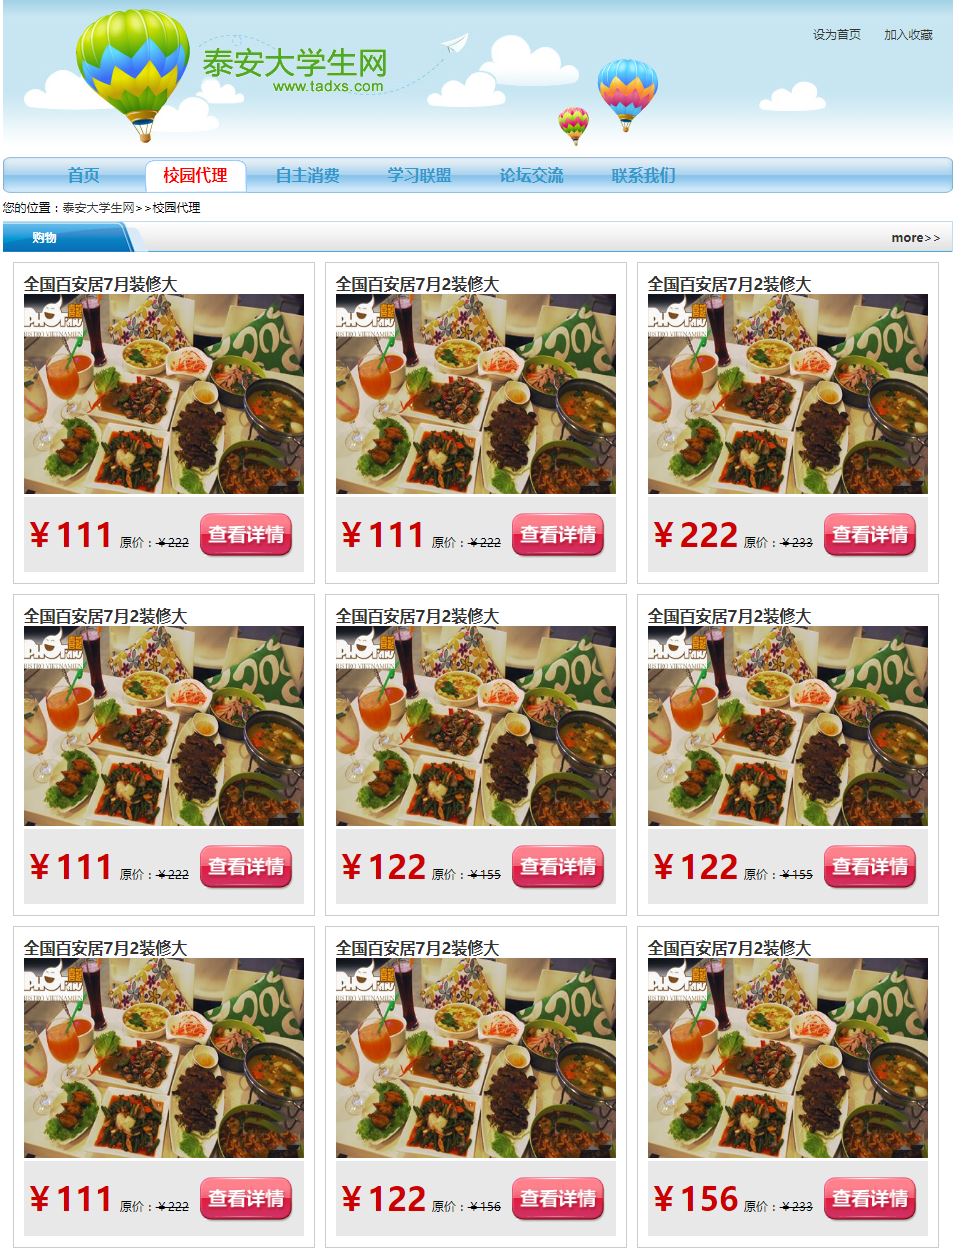 设为首页 加入收藏
泰安大学生网
www.tadxs.com
首页 校园代理 自主消费 学习联盟 论坛交流 联系我们
您的位置：泰安大学生网>>校园代理
购物 more>>
全国百安居7月装修大 全国百安居7月2装修大 全国百安居7月2装修大
￥111 原价：￥222 查看详情 ￥111 原价：￥222 查看详情 ￥222 原价：￥233 查看详情
全国百安居7月2装修大 全国百安居7月2装修大 全国百安居7月2装修大
￥111 原价：￥222 查看详情 ￥122 原价：￥155 查看详情 ￥122 原价：￥155 查看详情
全国百安居7月2装修大 全国百安居7月2装修大 全国百安居7月2装修大
￥111 原价：￥222 查看详情 ￥122 原价：￥156 查看详情 ￥156 原价：￥233 查看详情